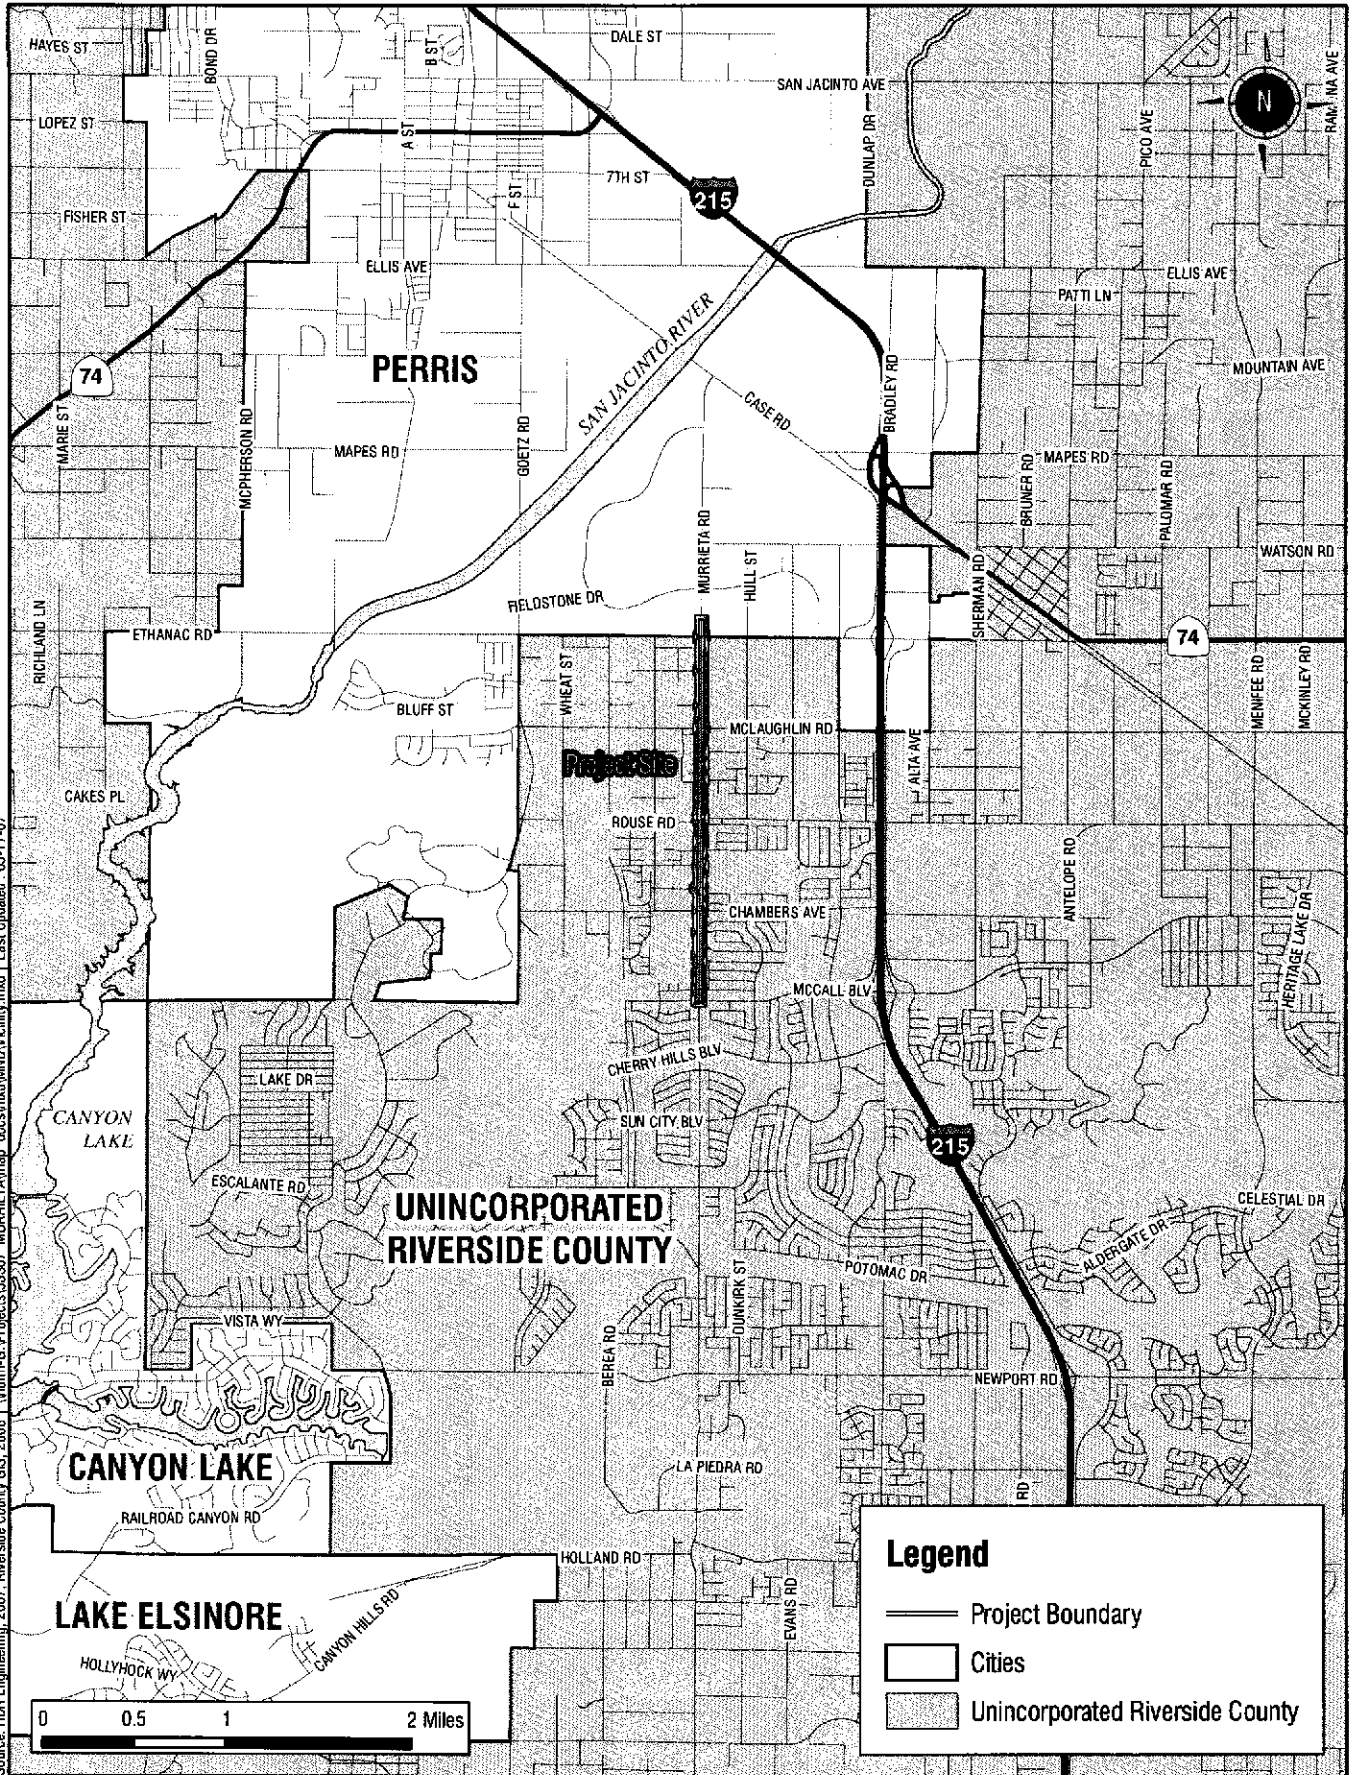 HAYES ST
BOND DR
B ST
DALE ST
SAN JACINTO AVE
DUNLAP DR
PICO AVE
N
LOPEZ ST
A ST
7TH ST
215
F ST
FISHER ST
ELLIS AVE
ELLIS AVE
PATTI LN
SAN JACINTO RIVER
PERRIS
74
MOUNTAIN AVE
BRADLEY RD
CASE RD
MARIE ST
MCPHERSON RD
MAPES RD
GOETZ RD
MAPES RD
BRUNER RD
PALOMAR RD
MURRIETA RD
HULL ST
WATSON RD
SHERMAN RD
FIELDSTONE DR
RICHLAND LN
ETHANAC RD
74
WHEAT ST
BLUFF ST
MCLAUGHLIN RD
MENIFEE RD
MCKINLEY RD
ALTA AVE
Project Site
CAKES PL
ROUSE RD
ANTELOPE RD
CHAMBERS AVE
HERITAGE LAKE DR
MCCALL BLV
CHERRY HILLS BLV
LAKE DR
CANYON
LAKE
SUN CITY BLV
215
ESCALANTE RD
UNINCORPORATED
RIVERSIDE COUNTY
CELESTIAL DR
ALDERGATE DR
POTOMAC DR
DUNKIRK ST
VISTA WY
BEREA RD
NEWPORT RD
CANYON LAKE
LA PIEDRA RD
RD
RAILROAD CANYON RD
HOLLAND RD
LAKE ELSINORE
CANYON HILLS RD
EVANS RD
HOLLYHOCK WY
0 0.5 1 2 Miles
Legend
Project Boundary
Cities
Unincorporated Riverside County